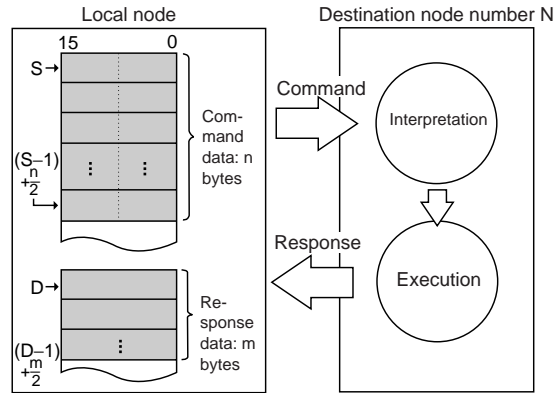 Local node
15 0
S
Com-
mand
data: n
bytes
(S–1)
+n/2
D
Re-
sponse
data: m
bytes
(D–1)
+m/2
Command
Response
Destination node number N
Interpretation
Execution